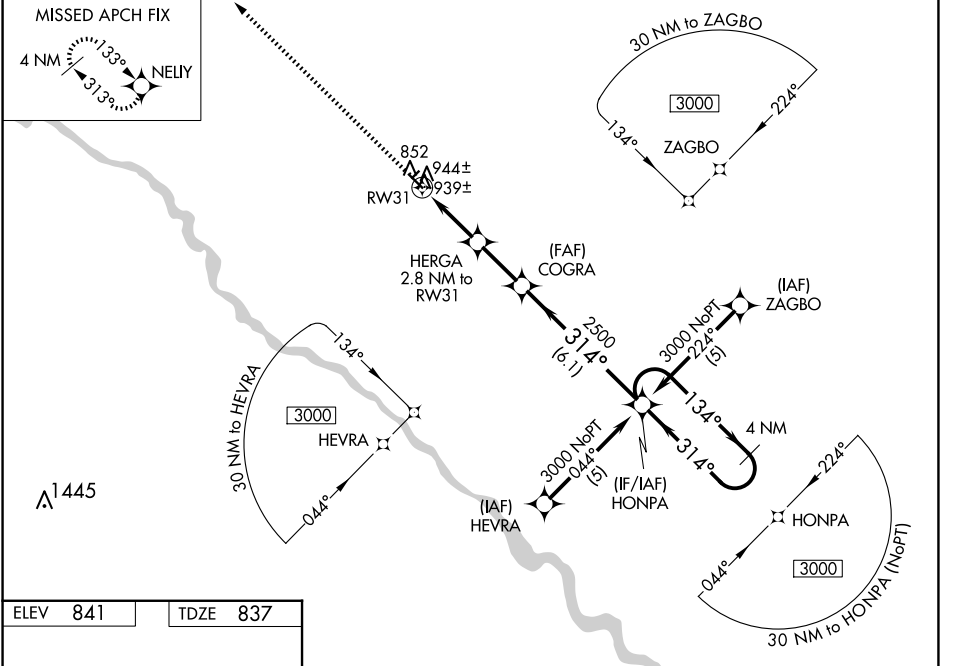 MISSED APCH FIX
4 NM
133°
313°
NELIY
30 NM to ZAGBO
3000
134°
224°
ZAGBO
852
944±
939±
RW31
HERGA
2.8 NM to
RW31
(FAF)
COGRA
(IAF)
ZAGBO
2500
314°
(6.1)
3000 NoPT
224°
(5)
134°
314°
4 NM
30 NM to HEVRA
134°
3000
HEVRA
044°
3000 NoPT
044°
(5)
(IAF)
HEVRA
(IF/IAF)
HONPA
1445
224°
HONPA
044°
3000
30 NM to HONPA (NoPT)
ELEV 841
TDZE 837